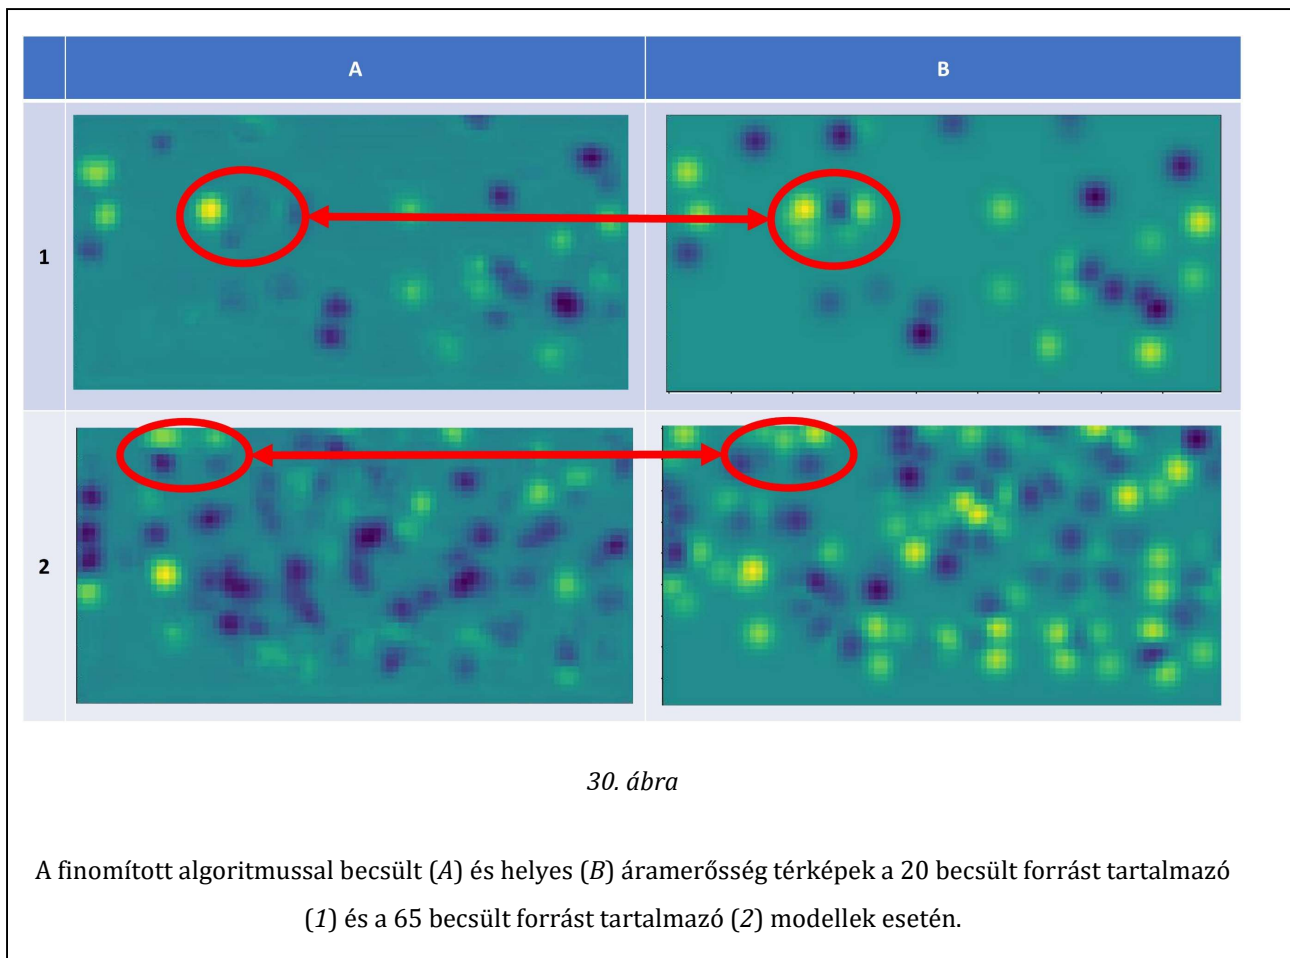 A B
1
2
30. ábra
A finomított algoritmussal becsült (A) és helyes (B) áramerősség térképek a 20 becsült forrást tartalmazó
(1) és a 65 becsült forrást tartalmazó (2) modellek esetén.